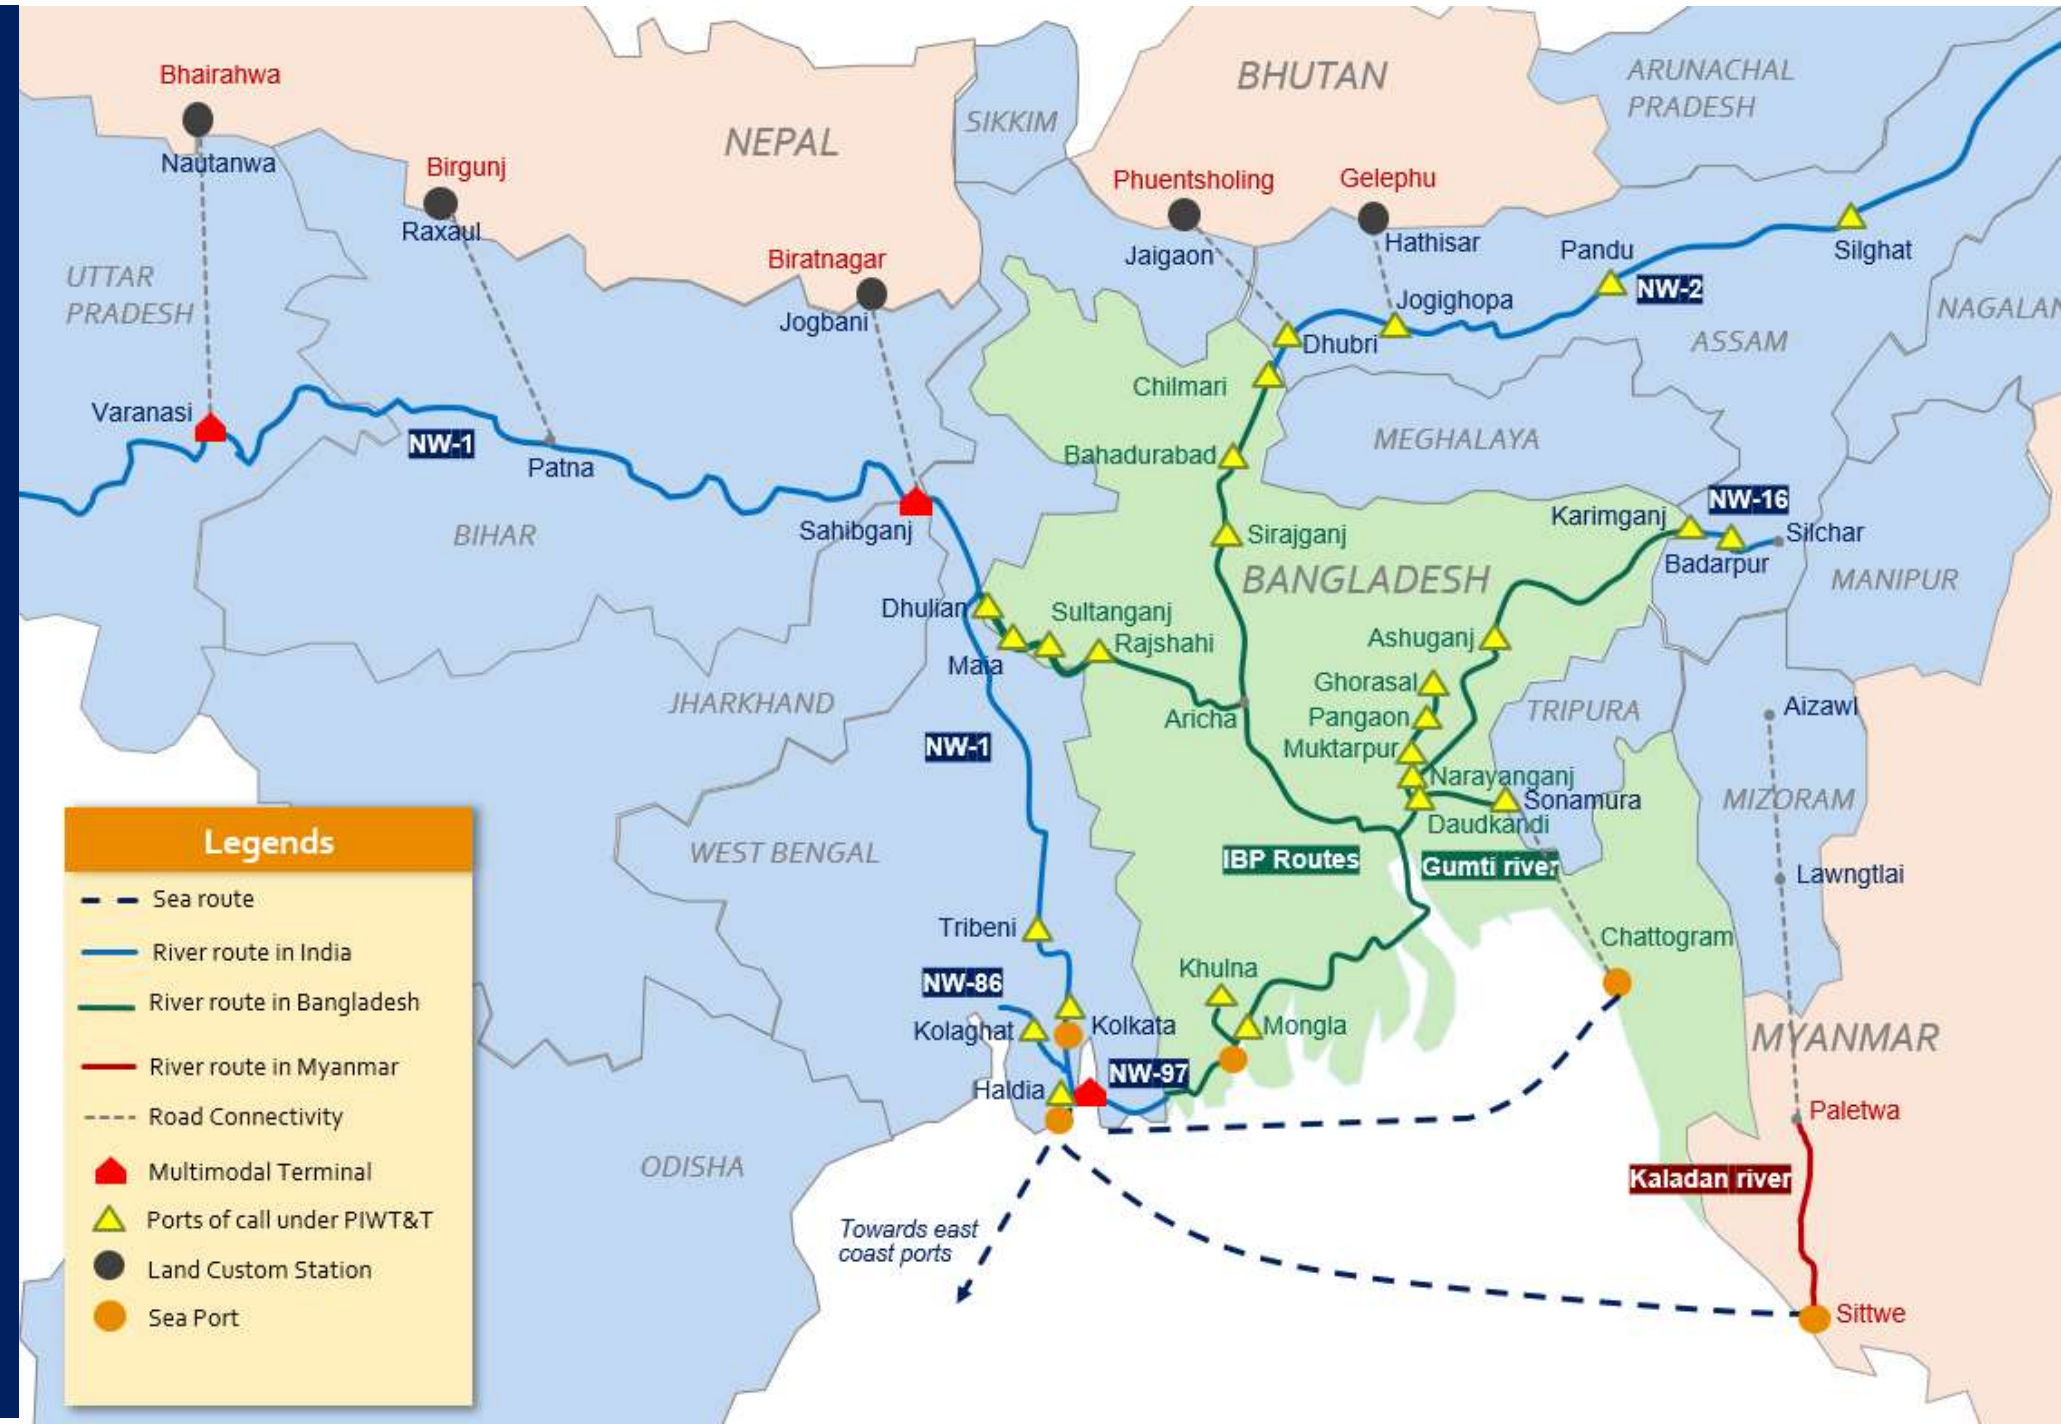 Bhairahwa
Nautanwa
Birgunj
Raxaul
NEPAL
SIKKIM
BHUTAN
ARUNACHAL
PRADESH
Phuentsholing
Jaigaon
Gelephu
Hathisar
Pandu
NW-2
Silghat
Biratnagar
Jogbani
UTTAR
PRADESH
Jogighopa
Dhubri
ASSAM
NAGALAN
Chilmari
Varanasi
NW-1
Patna
MEGHALAYA
Bahadurabad
Sahibganj
BIHAR
Sirajganj
BANGLADESH
Karimganj
NW-16
Silchar
Badarpur
MANIPUR
Dhulian
Sultanganj
Rajshahi
Maia
Ashuganj
Ghorasal
Pangaon
Muktarpur
Narayanganj
Sonamura
Daudkandi
JHARKHAND
Aricha
TRIPURA
Aizawl
NW-1
MIZORAM
WEST BENGAL
IBP Routes
Gumti river
Lawngtlai
Tribeni
Chattogram
NW-86
Khulna
Kolaghat
Kolkata
Mongla
MYANMAR
Haldia
NW-97
Paletwa
ODISHA
Kaladan river
Towards east
coast ports
Sittwe
Legends
Sea route
River route in India
River route in Bangladesh
River route in Myanmar
Road Connectivity
Multimodal Terminal
Ports of call under PIWT&T
Land Custom Station
Sea Port